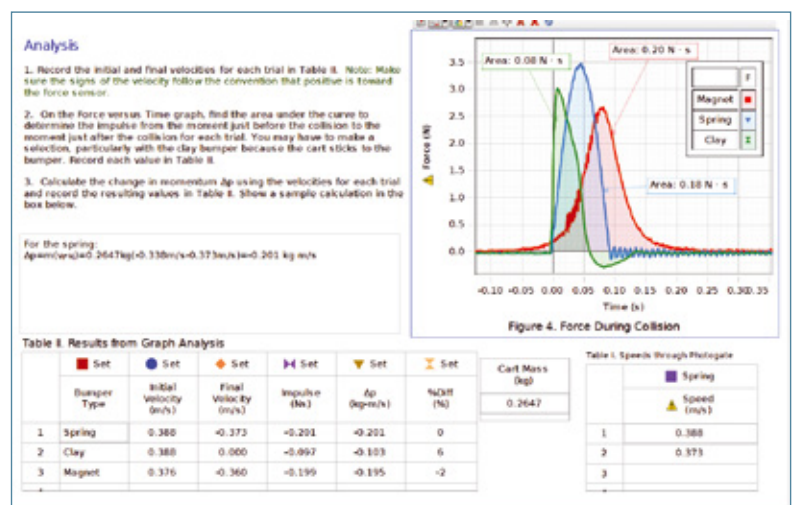 Analysis
1. Record the initial and final velocities for each trial in Table II. Note: Make
sure the signs of the velocity follow the convention that positive is toward
the force sensor.
2. On the Force versus Time graph, find the area under the curve to
determine the impulse from the moment just before the collision to the
moment just after the collision for each trial. You may have to make a
selection, particularly with the clay bumper because the cart sticks to the
bumper. Record each value in Table II.
3. Calculate the change in momentum Δp using the velocities for each trial
and record the resulting values in Table II. Show a sample calculation in the
box below.
For the spring:
Area: 0.08 N · s
Area: 0.20 N · s
Area: 0.18 N · s
F
Magnet
Spring
Clay
Force (N)
3.5
3.0
2.5
2.0
1.5
1.0
0.5
0.0
-0.10 -0.05 0.00 0.05 0.10 0.15 0.20 0.25 0.30 0.35
Time (s)
Figure 4. Force During Collision
Table II. Results from Graph Analysis
Set Set Set Set Set Set
Bumper Type Initial Velocity (m/s) Final Velocity (m/s) Impulse (Ns) Δp (kg-m/s) %Diff (%)
1 Spring 0.388 -0.373 -0.201 -0.201 0
2 Clay 0.388 0.000 -0.097 -0.103 6
3 Magnet 0.376 -0.360 -0.199 -0.195 -2
Cart Mass
(kg)
0.2647
Table I. Speeds through Photogate
Spring
Speed
(m/s)
1 0.388
2 0.373
3